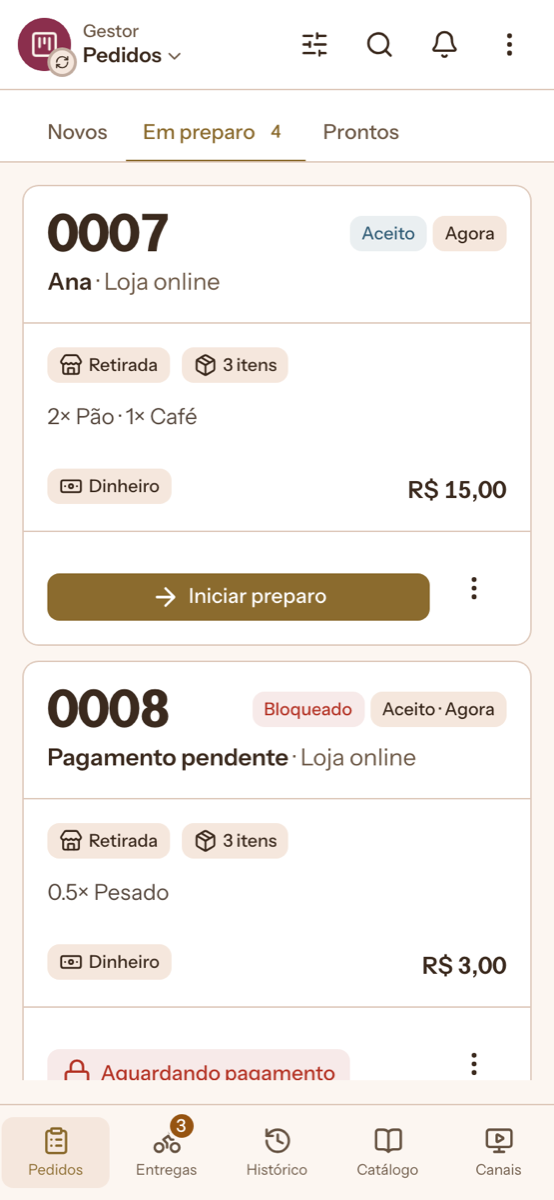 Gestor
Pedidos
Novos
Em preparo 4
Prontos
0007
Aceito
Agora
Ana · Loja online
Retirada
3 itens
2× Pão · 1× Café
Dinheiro
R$ 15,00
Iniciar preparo
0008
Bloqueado
Aceito · Agora
Pagamento pendente · Loja online
Retirada
3 itens
0.5× Pesado
Dinheiro
R$ 3,00
Aguardando pagamento
3
Pedidos
Entregas
Histórico
Catálogo
Canais